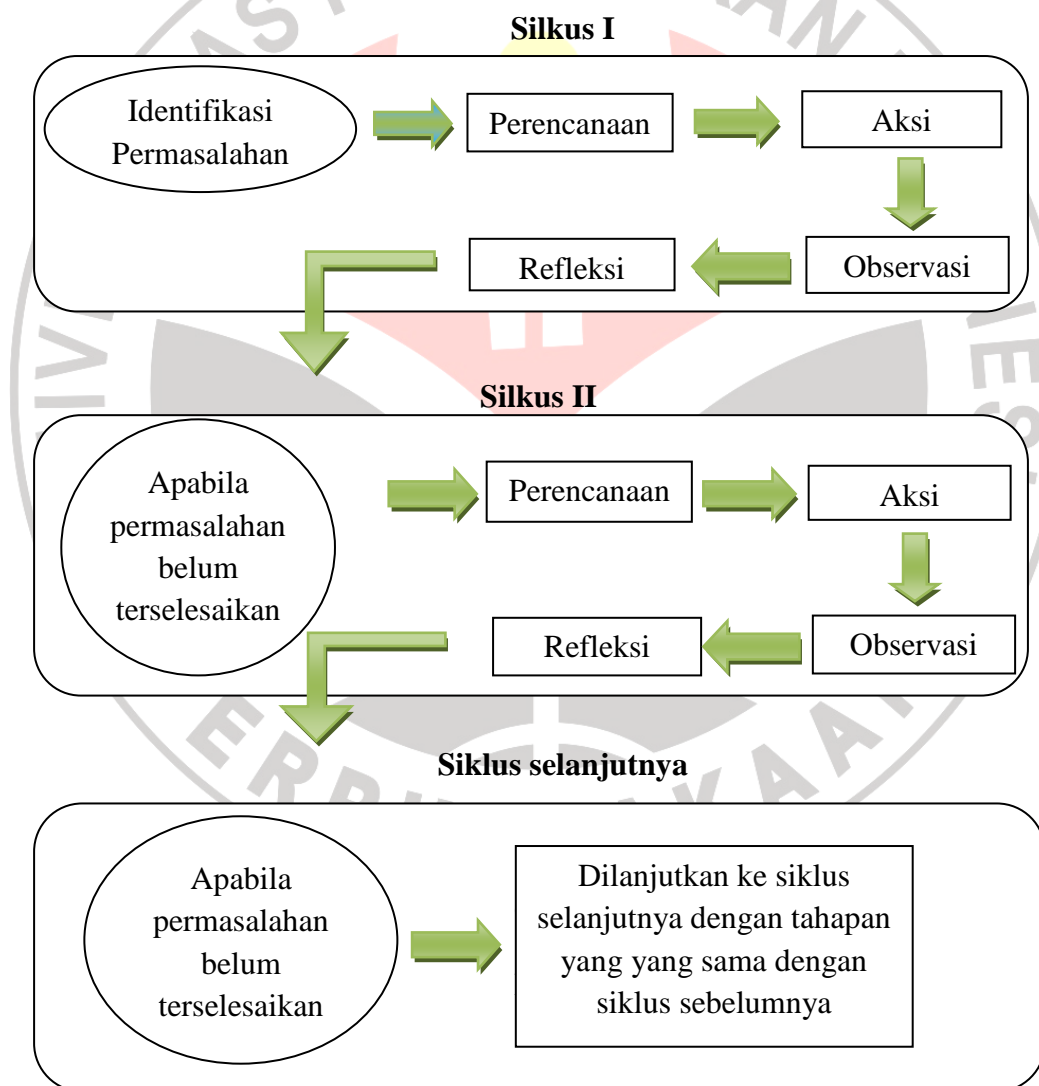 Silkus I
Identifikasi
Permasalahan
Perencanaan
Aksi
Refleksi
Observasi
Silkus II
Apabila
permasalahan
belum
terselesaikan
Perencanaan
Aksi
Refleksi
Observasi
Siklus selanjutnya
Apabila
permasalahan
belum
terselesaikan
Dilanjutkan ke siklus
selanjutnya dengan tahapan
yang yang sama dengan
siklus sebelumnya